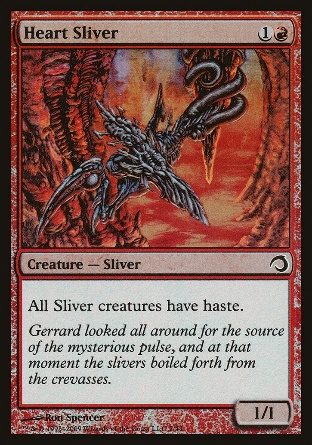 Heart Sliver 1
Creature — Sliver
All Sliver creatures have haste.
Gerrard looked all around for the source
of the mysterious pulse, and at that
moment the slivers boiled forth from
the crevasses.
Ron Spencer
1/1